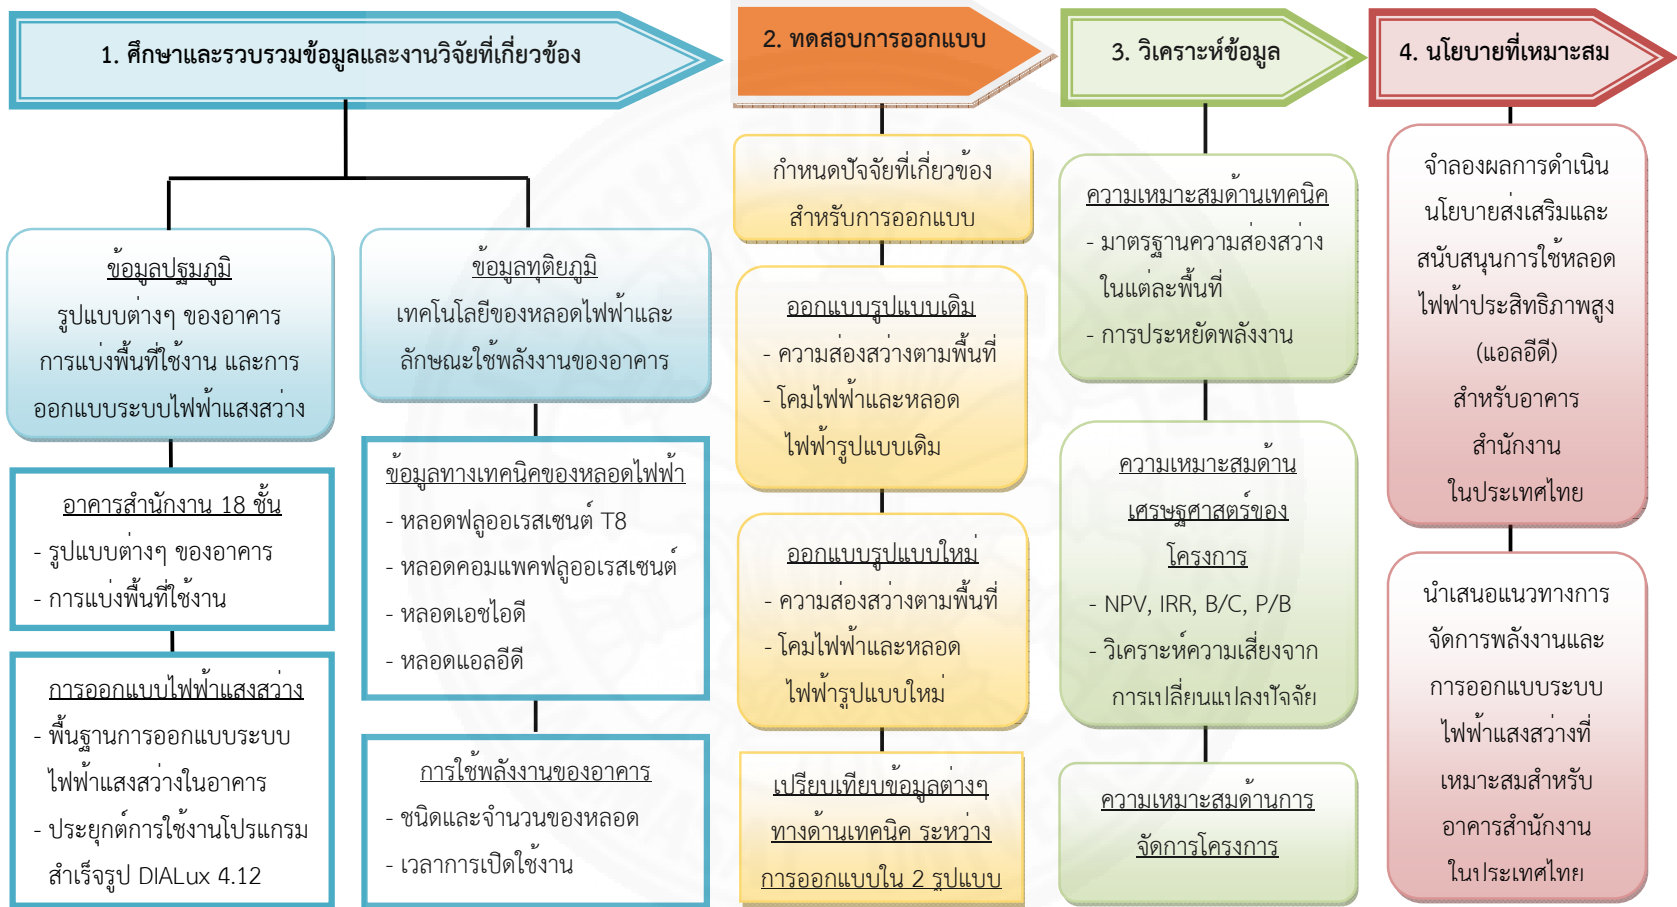 1. ศึกษาและรวบรวมข้อมูลและงานวิจัยที่เกี่ยวข้อง
ข้อมูลปฐมภูมิ
รูปแบบต่างๆ ของอาคาร
การแบ่งพื้นที่ใช้งาน และการ
ออกแบบระบบไฟฟ้าแสงสว่าง
อาคารสำนักงาน 18 ชั้น
- รูปแบบต่างๆ ของอาคาร
- การแบ่งพื้นที่ใช้งาน
การออกแบบไฟฟ้าแสงสว่าง
- พื้นฐานการออกแบบระบบ
ไฟฟ้าแสงสว่างในอาคาร
- ประยุกต์การใช้งานโปรแกรม
สำเร็จรูป DIALux 4.12
ข้อมูลทุติยภูมิ
เทคโนโลยีของหลอดไฟฟ้าและ
ลักษณะใช้พลังงานของอาคาร
ข้อมูลทางเทคนิคของหลอดไฟฟ้า
- หลอดฟลูออเรสเซนต์ T8
- หลอดคอมแพคฟลูออเรสเซนต์
- หลอดเอชไอดี
- หลอดแอลอีดี
การใช้พลังงานของอาคาร
- ชนิดและจำนวนของหลอด
- เวลาการเปิดใช้งาน
2. ทดสอบการออกแบบ
กำหนดปัจจัยที่เกี่ยวข้อง
สำหรับการออกแบบ
ออกแบบรูปแบบเดิม
- ความส่องสว่างตามพื้นที่
- โคมไฟฟ้าและหลอด
ไฟฟ้ารูปแบบเดิม
ออกแบบรูปแบบใหม่
- ความส่องสว่างตามพื้นที่
- โคมไฟฟ้าและหลอด
ไฟฟ้ารูปแบบใหม่
เปรียบเทียบข้อมูลต่างๆ
ทางด้านเทคนิค ระหว่าง
การออกแบบใน 2 รูปแบบ
3. วิเคราะห์ข้อมูล
ความเหมาะสมด้านเทคนิค
- มาตรฐานความส่องสว่าง
ในแต่ละพื้นที่
- การประหยัดพลังงาน
ความเหมาะสมด้าน
เศรษฐศาสตร์ของ
โครงการ
- NPV, IRR, B/C, P/B
- วิเคราะห์ความเสี่ยงจาก
การเปลี่ยนแปลงปัจจัย
ความเหมาะสมด้านการ
จัดการโครงการ
4. นโยบายที่เหมาะสม
จำลองผลการดำเนิน
นโยบายส่งเสริมและ
สนับสนุนการใช้หลอด
ไฟฟ้าประสิทธิภาพสูง
(แอลอีดี)
สำหรับอาคาร
สำนักงาน
ในประเทศไทย
นำเสนอแนวทางการ
จัดการพลังงานและ
การออกแบบระบบ
ไฟฟ้าแสงสว่างที่
เหมาะสมสำหรับ
อาคารสำนักงาน
ในประเทศไทย